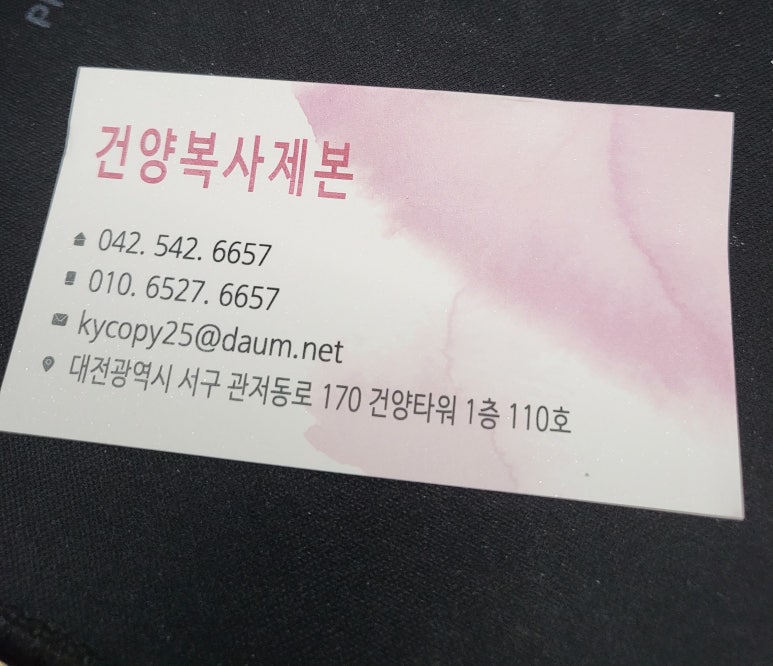 건양복사제본
042. 542. 6657
010. 6527. 6657
kycopy25@daum.net
대전광역시 서구 관저동로 170 건양타워 1층 110호